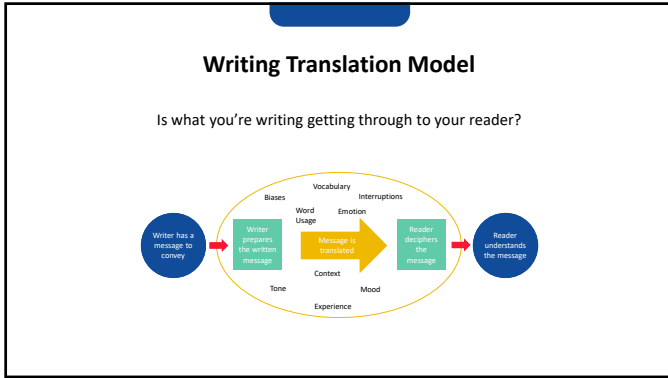 Writing Translation Model
Is what you’re writing getting through to your reader?
Vocabulary
Biases
Interruptions
Word
Usage
Emotion
Writer has a
message to
convey
Writer
prepares
the written
message
Message is
translated
Reader
deciphers
the
message
Reader
understands
the message
Context
Tone
Mood
Experience